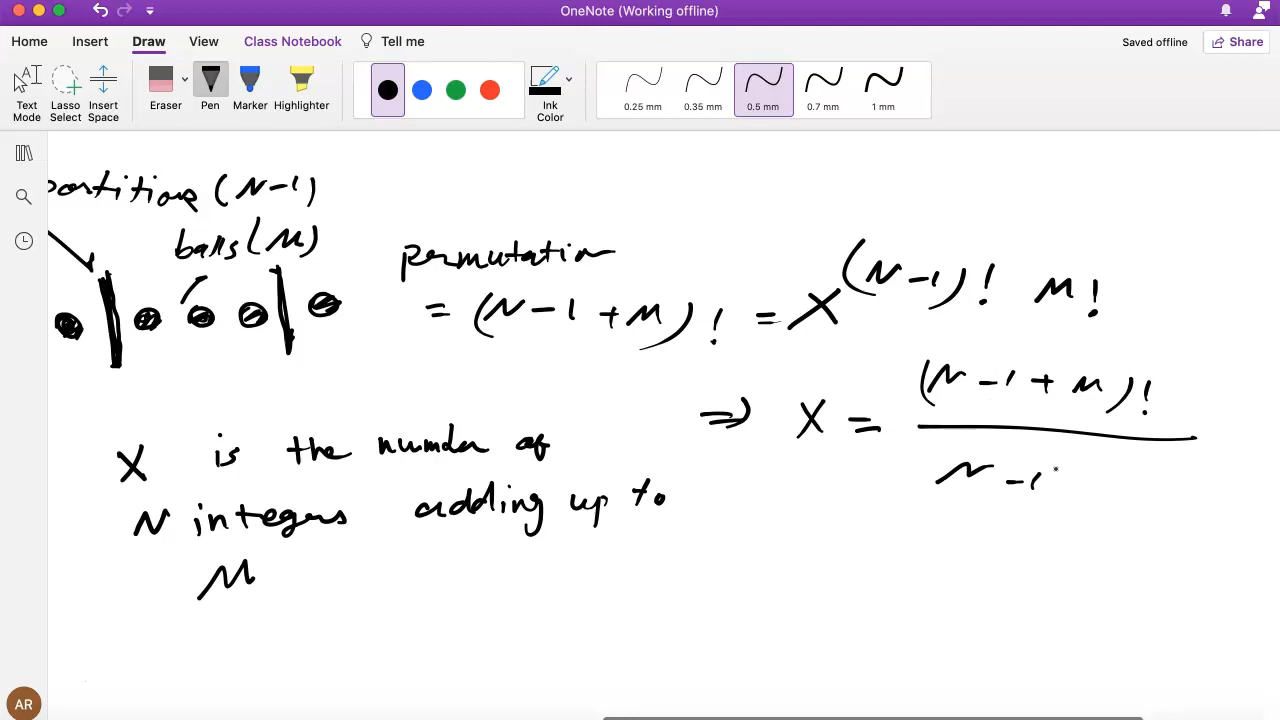 OneNote (Working offline)
Home Insert Draw View Class Notebook Tell me
Saved offline Share
Text Mode
Lasso Select
Insert Space
Eraser
Pen
Marker
Highlighter
Ink Color
0.25 mm 0.35 mm 0.5 mm 0.7 mm 1 mm
partitions (N-1)
balls (M)
permutation
= (N-1+M)! = X (N-1)! M!
=> X = (N-1+M)!
N-1
X is the number of
N integers adding up to
M
AR